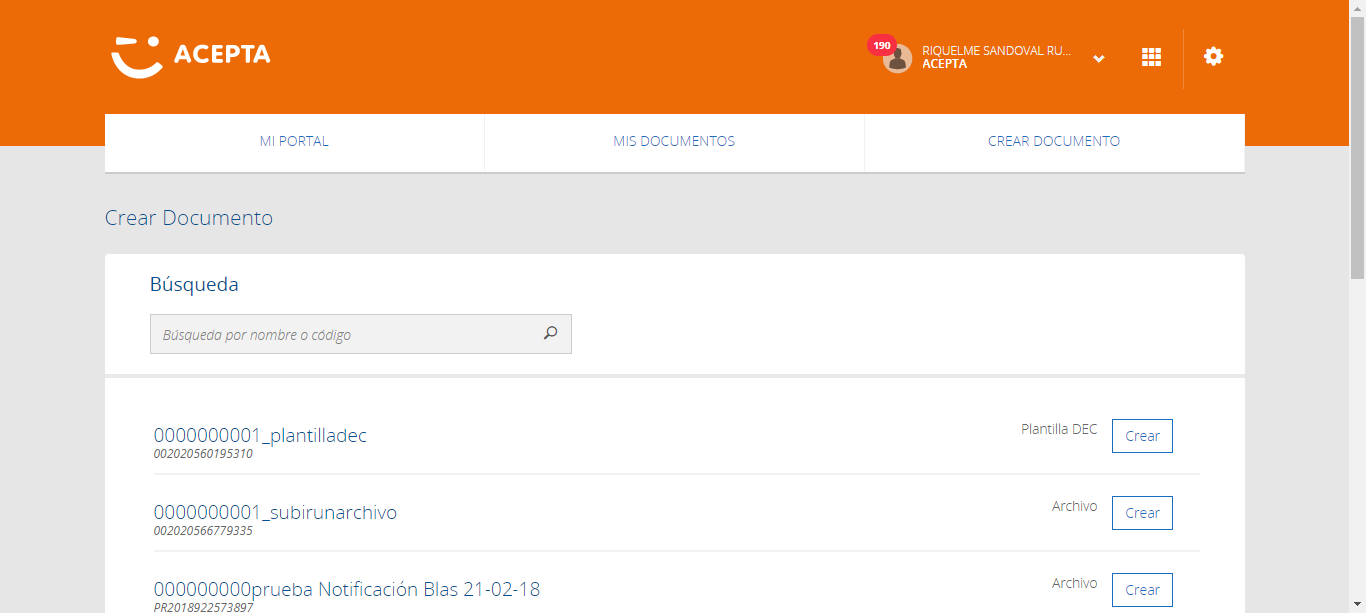 ACEPTA
190
RIQUELME SANDOVAL RU...
ACEPTA
MI PORTAL
MIS DOCUMENTOS
CREAR DOCUMENTO
Crear Documento
Búsqueda
Búsqueda por nombre o código
0000000001_plantilladec
Plantilla DEC
Crear
002020560195310
0000000001_subirunarchivo
Archivo
Crear
002020566779335
000000000prueba Notificación Blas 21-02-18
Archivo
Crear
PR2018922573897